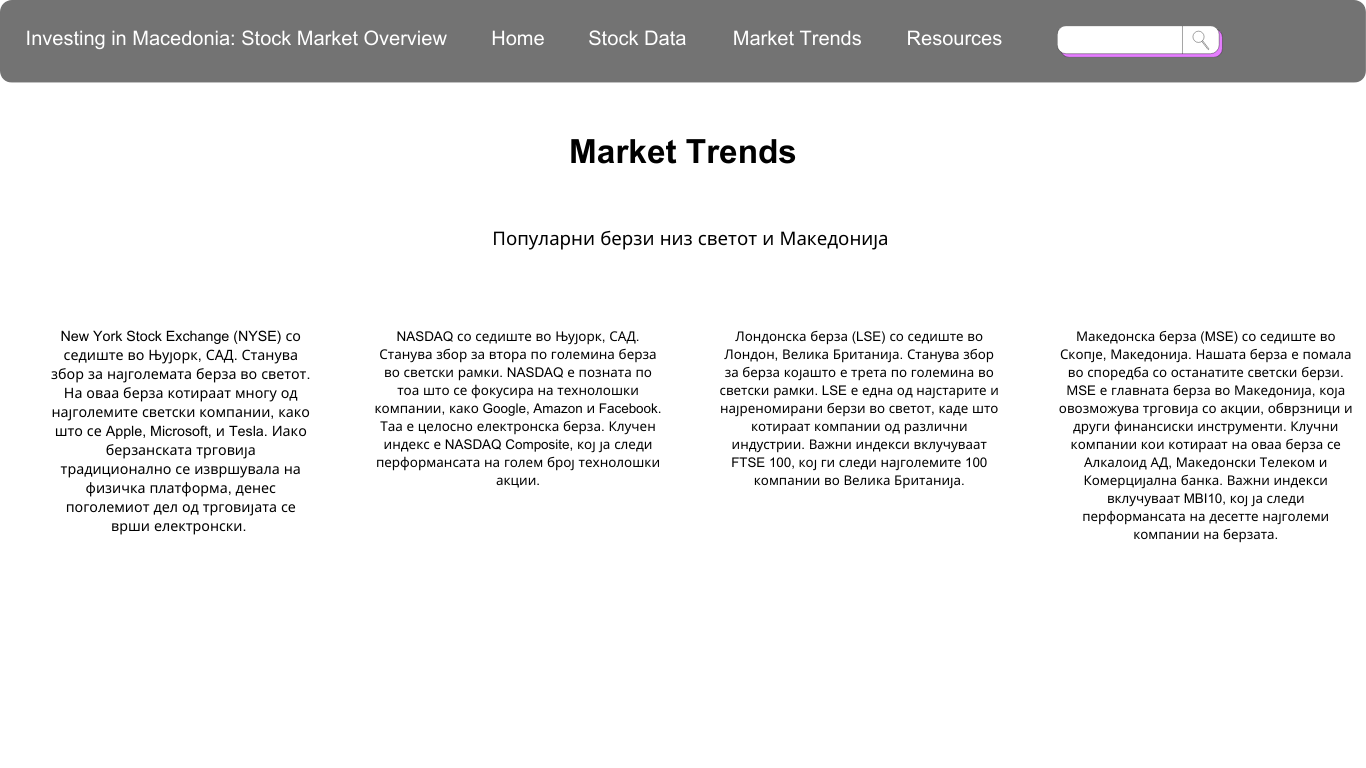 Investing in Macedonia: Stock Market Overview Home Stock Data Market Trends Resources
Market Trends
Популарни берзи низ светот и Македонија
New York Stock Exchange (NYSE) со
седиште во Њујорк, САД. Станува
збор за најголемата берза во светот.
На оваа берза котираат многу од
најголемите светски компании, како
што се Apple, Microsoft, и Tesla. Иако
берзанската трговија
традиционално се извршувала на
физичка платформа, денес
поголемиот дел од трговијата се
врши електронски.
NASDAQ со седиште во Њујорк, САД.
Станува збор за втора по големина берза
во светски рамки. NASDAQ е позната по
тоа што се фокусира на технолошки
компании, како Google, Amazon и Facebook.
Таа е целосно електронска берза. Клучен
индекс е NASDAQ Composite, кој ја следи
перформансата на голем број технолошки
акции.
Лондонска берза (LSE) со седиште во
Лондон, Велика Британија. Станува збор
за берза којашто е трета по големина во
светски рамки. LSE е една од најстарите и
најреномирани берзи во светот, каде што
котираат компании од различни
индустрии. Важни индекси вклучуваат
FTSE 100, кој ги следи најголемите 100
компании во Велика Британија.
Македонска берза (MSE) со седиште во
Скопје, Македонија. Нашата берза е помала
во споредба со останатите светски берзи.
MSE е главната берза во Македонија, која
овозможува трговија со акции, обврзници и
други финансиски инструменти. Клучни
компании кои котираат на оваа берза се
Алкалоид АД, Македонски Телеком и
Комерцијална банка. Важни индекси
вклучуваат MBI10, кој ја следи
перформансата на десетте најголеми
компании на берзата.